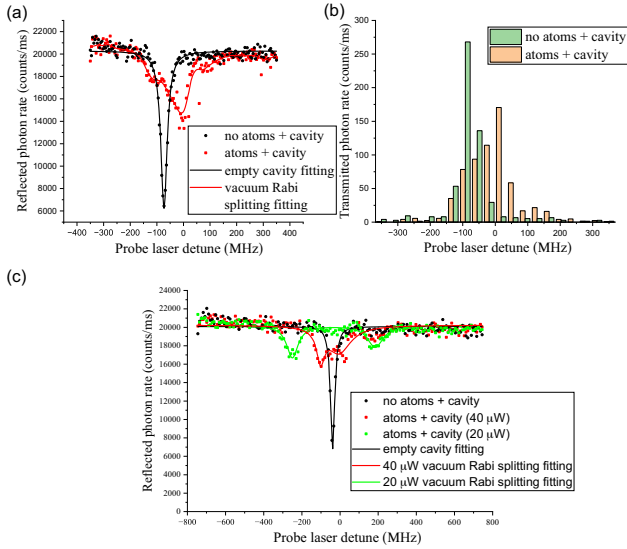 (a)
22000
20000
18000
16000
14000
12000
10000
8000
6000
Reflected photon rate (counts/ms)
no atoms + cavity
atoms + cavity
empty cavity fitting
vacuum Rabi
splitting fitting
−400 −300 −200 −100 0 100 200 300 400
Probe laser detune (MHz)
(b)
350
300
250
200
150
100
50
0
Transmitted photon rate (counts/ms)
no atoms + cavity
atoms + cavity
−300 −200 −100 0 100 200 300
Probe laser detune (MHz)
(c)
24000
22000
20000
18000
16000
14000
12000
10000
8000
6000
4000
2000
0
Reflected photon rate (counts/ms)
no atoms + cavity
atoms + cavity (40 μW)
atoms + cavity (20 μW)
empty cavity fitting
40 μW vacuum Rabi splitting fitting
20 μW vacuum Rabi splitting fitting
−800 −600 −400 −200 0 200 400 600 800
Probe laser detune (MHz)